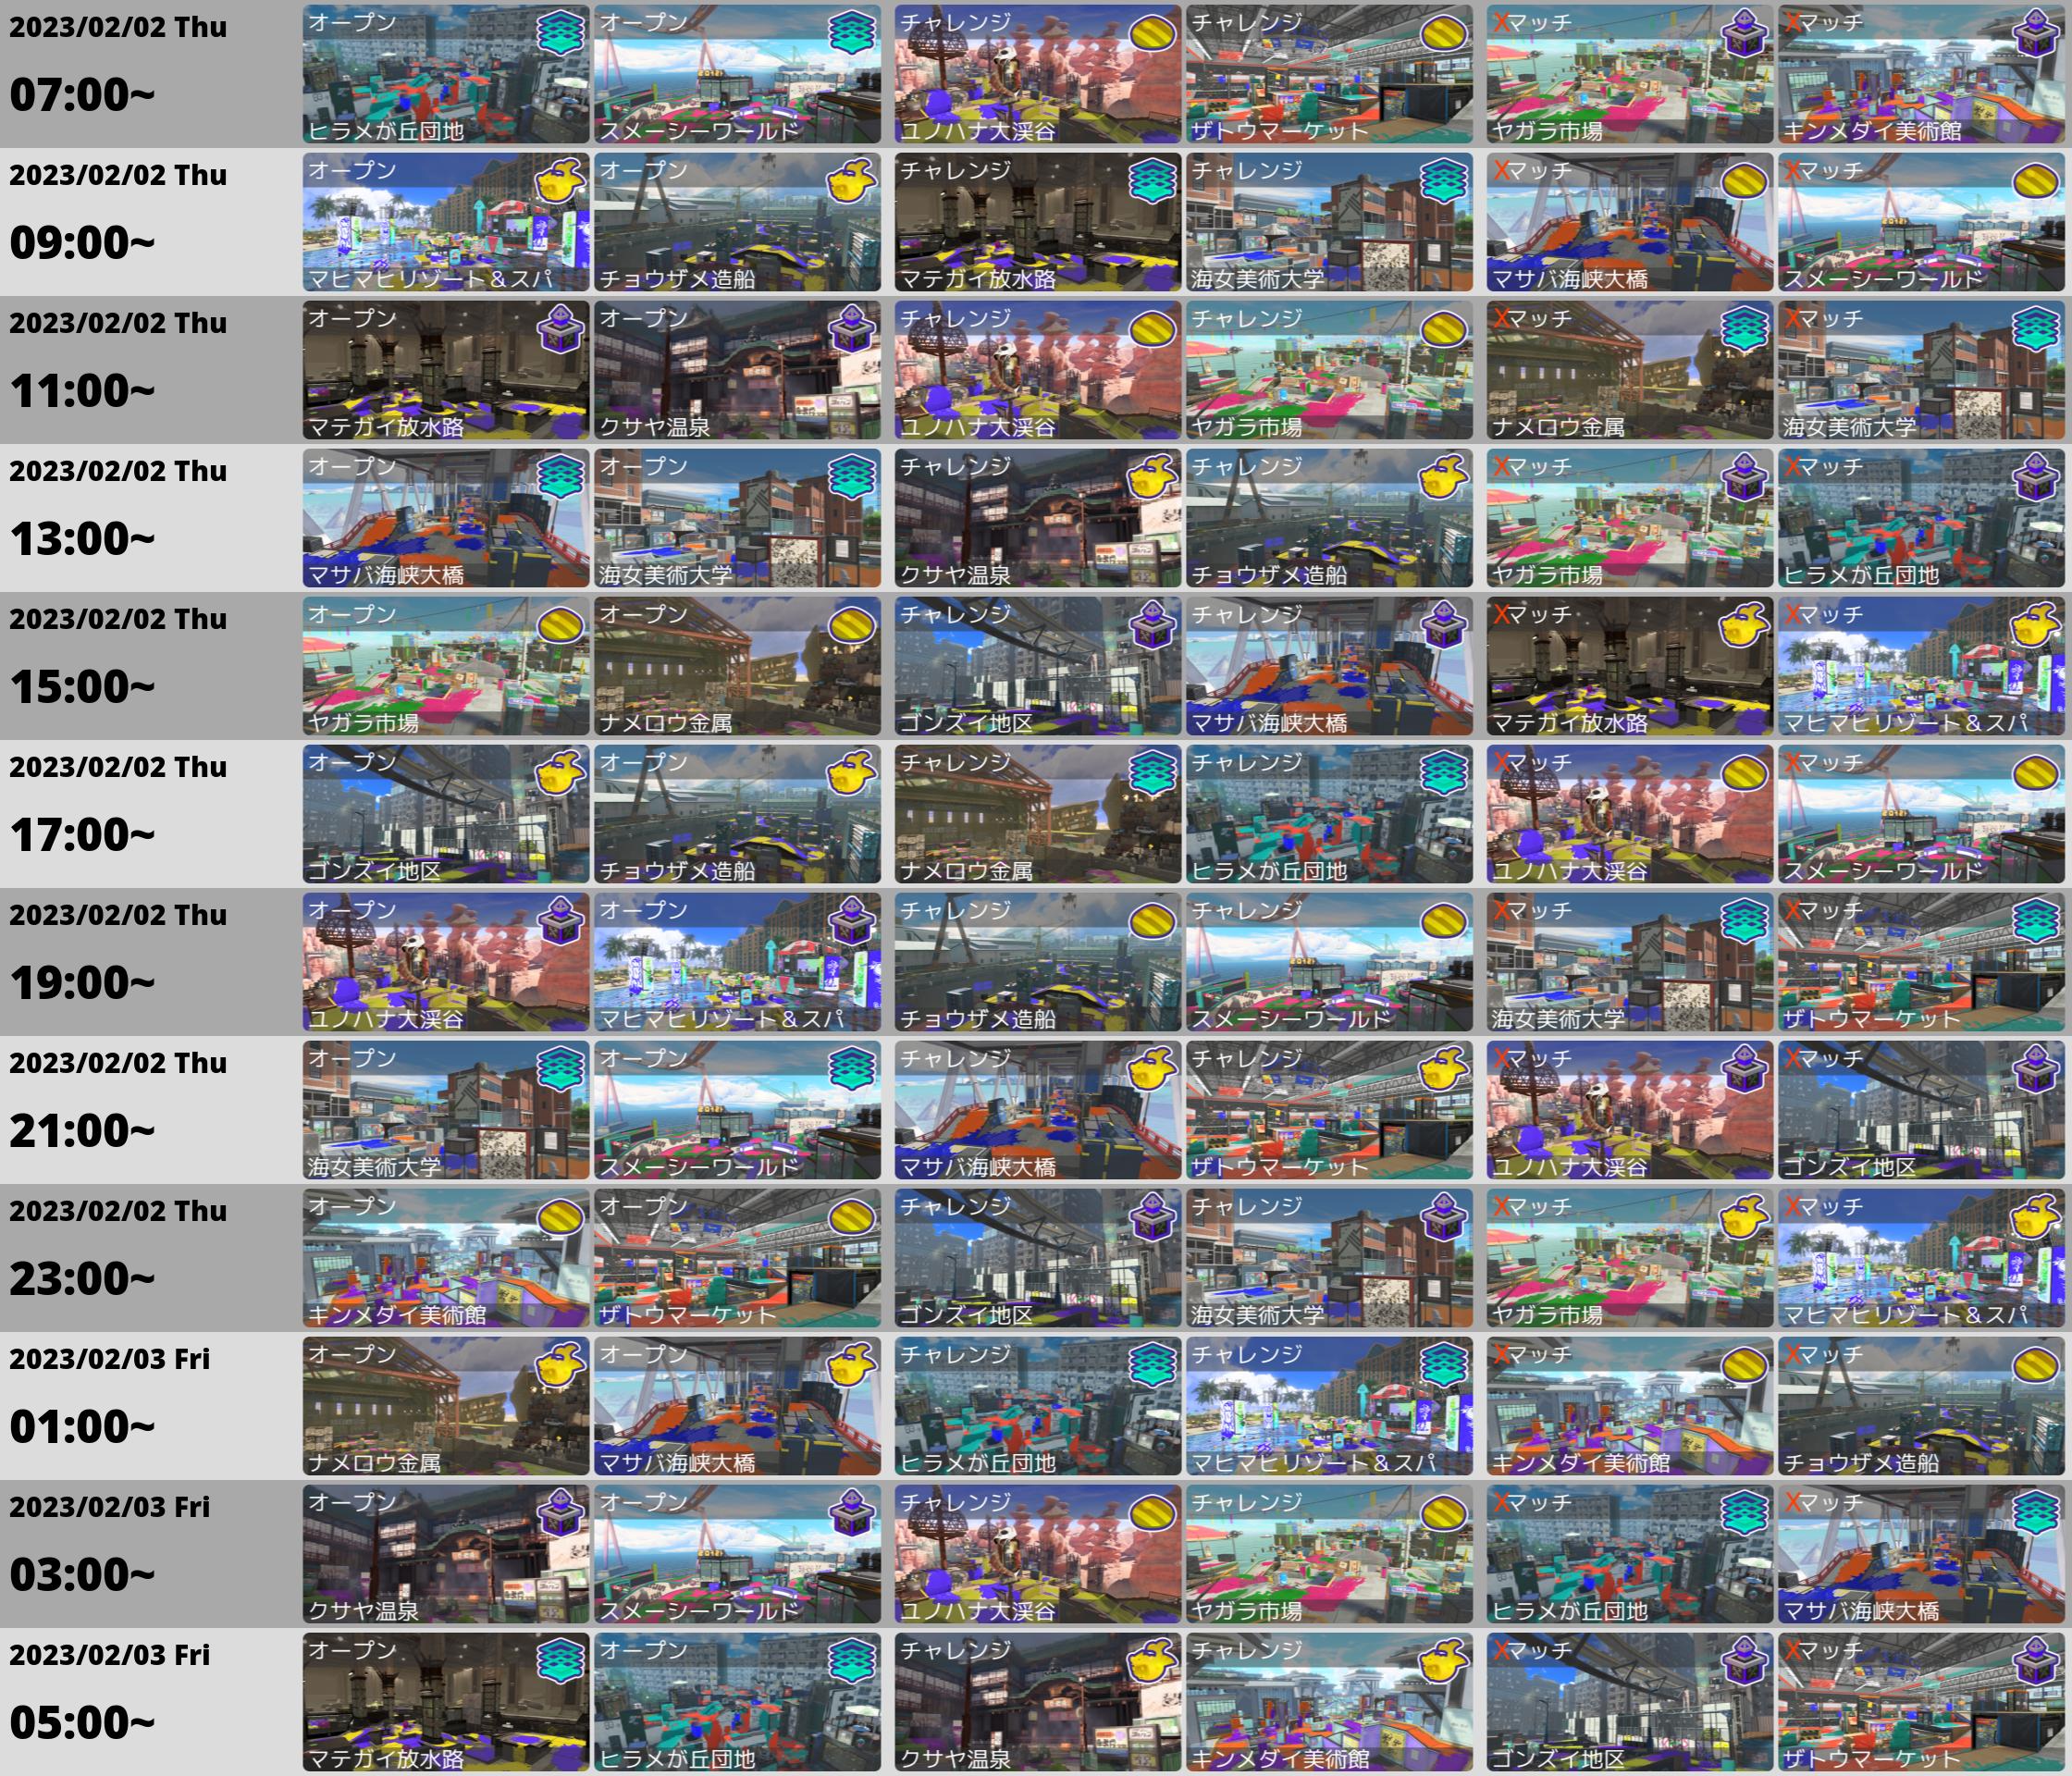 2023/02/02 Thu
07:00~
オープン オープン チャレンジ チャレンジ Xマッチ Xマッチ
ヒラメが丘団地 スメーシーワールド ユノハナ大渓谷 ザトウマーケット ヤガラ市場 キンメダイ美術館
2023/02/02 Thu
09:00~
オープン オープン チャレンジ チャレンジ Xマッチ Xマッチ
マヒマヒリゾート＆スパ チョウザメ造船 マテガイ放水路 海女美術大学 マサバ海峡大橋 スメーシーワールド
2023/02/02 Thu
11:00~
オープン オープン チャレンジ チャレンジ Xマッチ Xマッチ
マテガイ放水路 クサヤ温泉 ユノハナ大渓谷 ヤガラ市場 ナメロウ金属 海女美術大学
2023/02/02 Thu
13:00~
オープン オープン チャレンジ チャレンジ Xマッチ Xマッチ
マサバ海峡大橋 海女美術大学 クサヤ温泉 チョウザメ造船 ヤガラ市場 ヒラメが丘団地
2023/02/02 Thu
15:00~
オープン オープン チャレンジ チャレンジ Xマッチ Xマッチ
ヤガラ市場 ナメロウ金属 ゴンズイ地区 マサバ海峡大橋 マテガイ放水路 マヒマヒリゾート＆スパ
2023/02/02 Thu
17:00~
オープン オープン チャレンジ チャレンジ Xマッチ Xマッチ
ゴンズイ地区 チョウザメ造船 ナメロウ金属 ヒラメが丘団地 ユノハナ大渓谷 スメーシーワールド
2023/02/02 Thu
19:00~
オープン オープン チャレンジ チャレンジ Xマッチ Xマッチ
ユノハナ大渓谷 マヒマヒリゾート＆スパ チョウザメ造船 スメーシーワールド 海女美術大学 ザトウマーケット
2023/02/02 Thu
21:00~
オープン オープン チャレンジ チャレンジ Xマッチ Xマッチ
海女美術大学 スメーシーワールド マサバ海峡大橋 ザトウマーケット ユノハナ大渓谷 ゴンズイ地区
2023/02/02 Thu
23:00~
オープン オープン チャレンジ チャレンジ Xマッチ Xマッチ
キンメダイ美術館 ザトウマーケット ゴンズイ地区 海女美術大学 ヤガラ市場 マヒマヒリゾート＆スパ
2023/02/03 Fri
01:00~
オープン オープン チャレンジ チャレンジ Xマッチ Xマッチ
ナメロウ金属 マサバ海峡大橋 ヒラメが丘団地 マヒマヒリゾート＆スパ キンメダイ美術館 チョウザメ造船
2023/02/03 Fri
03:00~
オープン オープン チャレンジ チャレンジ Xマッチ Xマッチ
クサヤ温泉 スメーシーワールド ユノハナ大渓谷 ヤガラ市場 ヒラメが丘団地 マサバ海峡大橋
2023/02/03 Fri
05:00~
オープン オープン チャレンジ チャレンジ Xマッチ Xマッチ
マテガイ放水路 ヒラメが丘団地 クサヤ温泉 キンメダイ美術館 ゴンズイ地区 ザトウマーケット